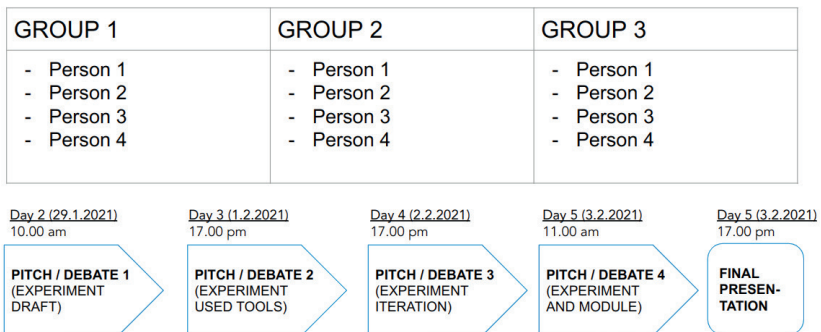 GROUP 1
- Person 1
- Person 2
- Person 3
- Person 4
GROUP 2
- Person 1
- Person 2
- Person 3
- Person 4
GROUP 3
- Person 1
- Person 2
- Person 3
- Person 4
Day 2 (29.1.2021)
10.00 am
PITCH / DEBATE 1
(EXPERIMENT
DRAFT)
Day 3 (1.2.2021)
17.00 pm
PITCH / DEBATE 2
(EXPERIMENT
USED TOOLS)
Day 4 (2.2.2021)
17.00 pm
PITCH / DEBATE 3
(EXPERIMENT
ITERATION)
Day 5 (3.2.2021)
11.00 am
PITCH / DEBATE 4
(EXPERIMENT
AND MODULE)
Day 5 (3.2.2021)
17.00 pm
FINAL
PRESEN-
TATION